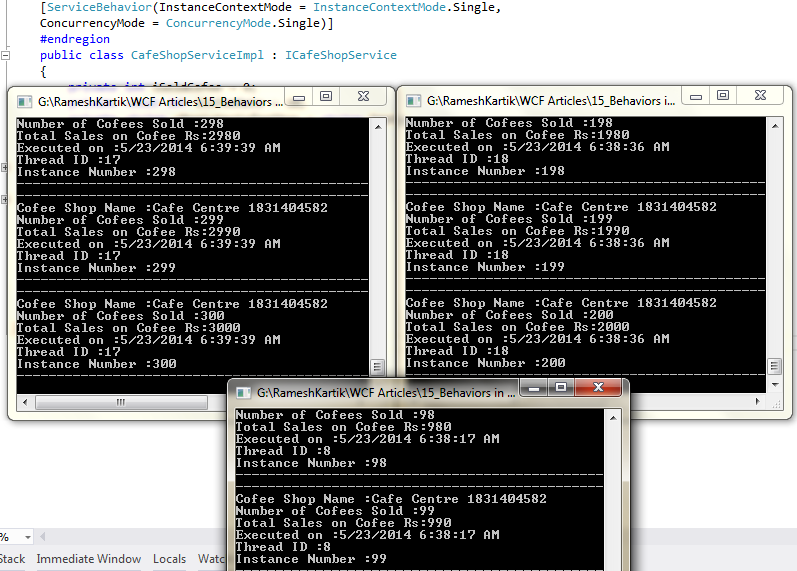 [ServiceBehavior(InstanceContextMode = InstanceContextMode.Single,
ConcurrencyMode = ConcurrencyMode.Single)]
#endregion
public class CafeShopServiceImpl : ICafeShopService
{
G:\RameshKartik\WCF Articles\15_Behaviors ...
Number of Cofees Sold :298
Total Sales on Cofee Rs:2980
Executed on :5/23/2014 6:39:39 AM
Thread ID :17
Instance Number :298
Cofee Shop Name :Cafe Centre 1831404582
Number of Cofees Sold :299
Total Sales on Cofee Rs:2990
Executed on :5/23/2014 6:39:39 AM
Thread ID :17
Instance Number :299
Cofee Shop Name :Cafe Centre 1831404582
Number of Cofees Sold :300
Total Sales on Cofee Rs:3000
Executed on :5/23/2014 6:39:39 AM
Thread ID :17
Instance Number :300
G:\RameshKartik\WCF Articles\15_Behaviors i...
Number of Cofees Sold :198
Total Sales on Cofee Rs:1980
Executed on :5/23/2014 6:38:36 AM
Thread ID :18
Instance Number :198
Cofee Shop Name :Cafe Centre 1831404582
Number of Cofees Sold :199
Total Sales on Cofee Rs:1990
Executed on :5/23/2014 6:38:36 AM
Thread ID :18
Instance Number :199
Cofee Shop Name :Cafe Centre 1831404582
Number of Cofees Sold :200
Total Sales on Cofee Rs:2000
Executed on :5/23/2014 6:38:36 AM
Thread ID :18
Instance Number :200
G:\RameshKartik\WCF Articles\15_Behaviors in ...
Number of Cofees Sold :98
Total Sales on Cofee Rs:980
Executed on :5/23/2014 6:38:17 AM
Thread ID :8
Instance Number :98
Cofee Shop Name :Cafe Centre 1831404582
Number of Cofees Sold :99
Total Sales on Cofee Rs:990
Executed on :5/23/2014 6:38:17 AM
Thread ID :8
Instance Number :99
%
Stack Immediate Window Locals Watc